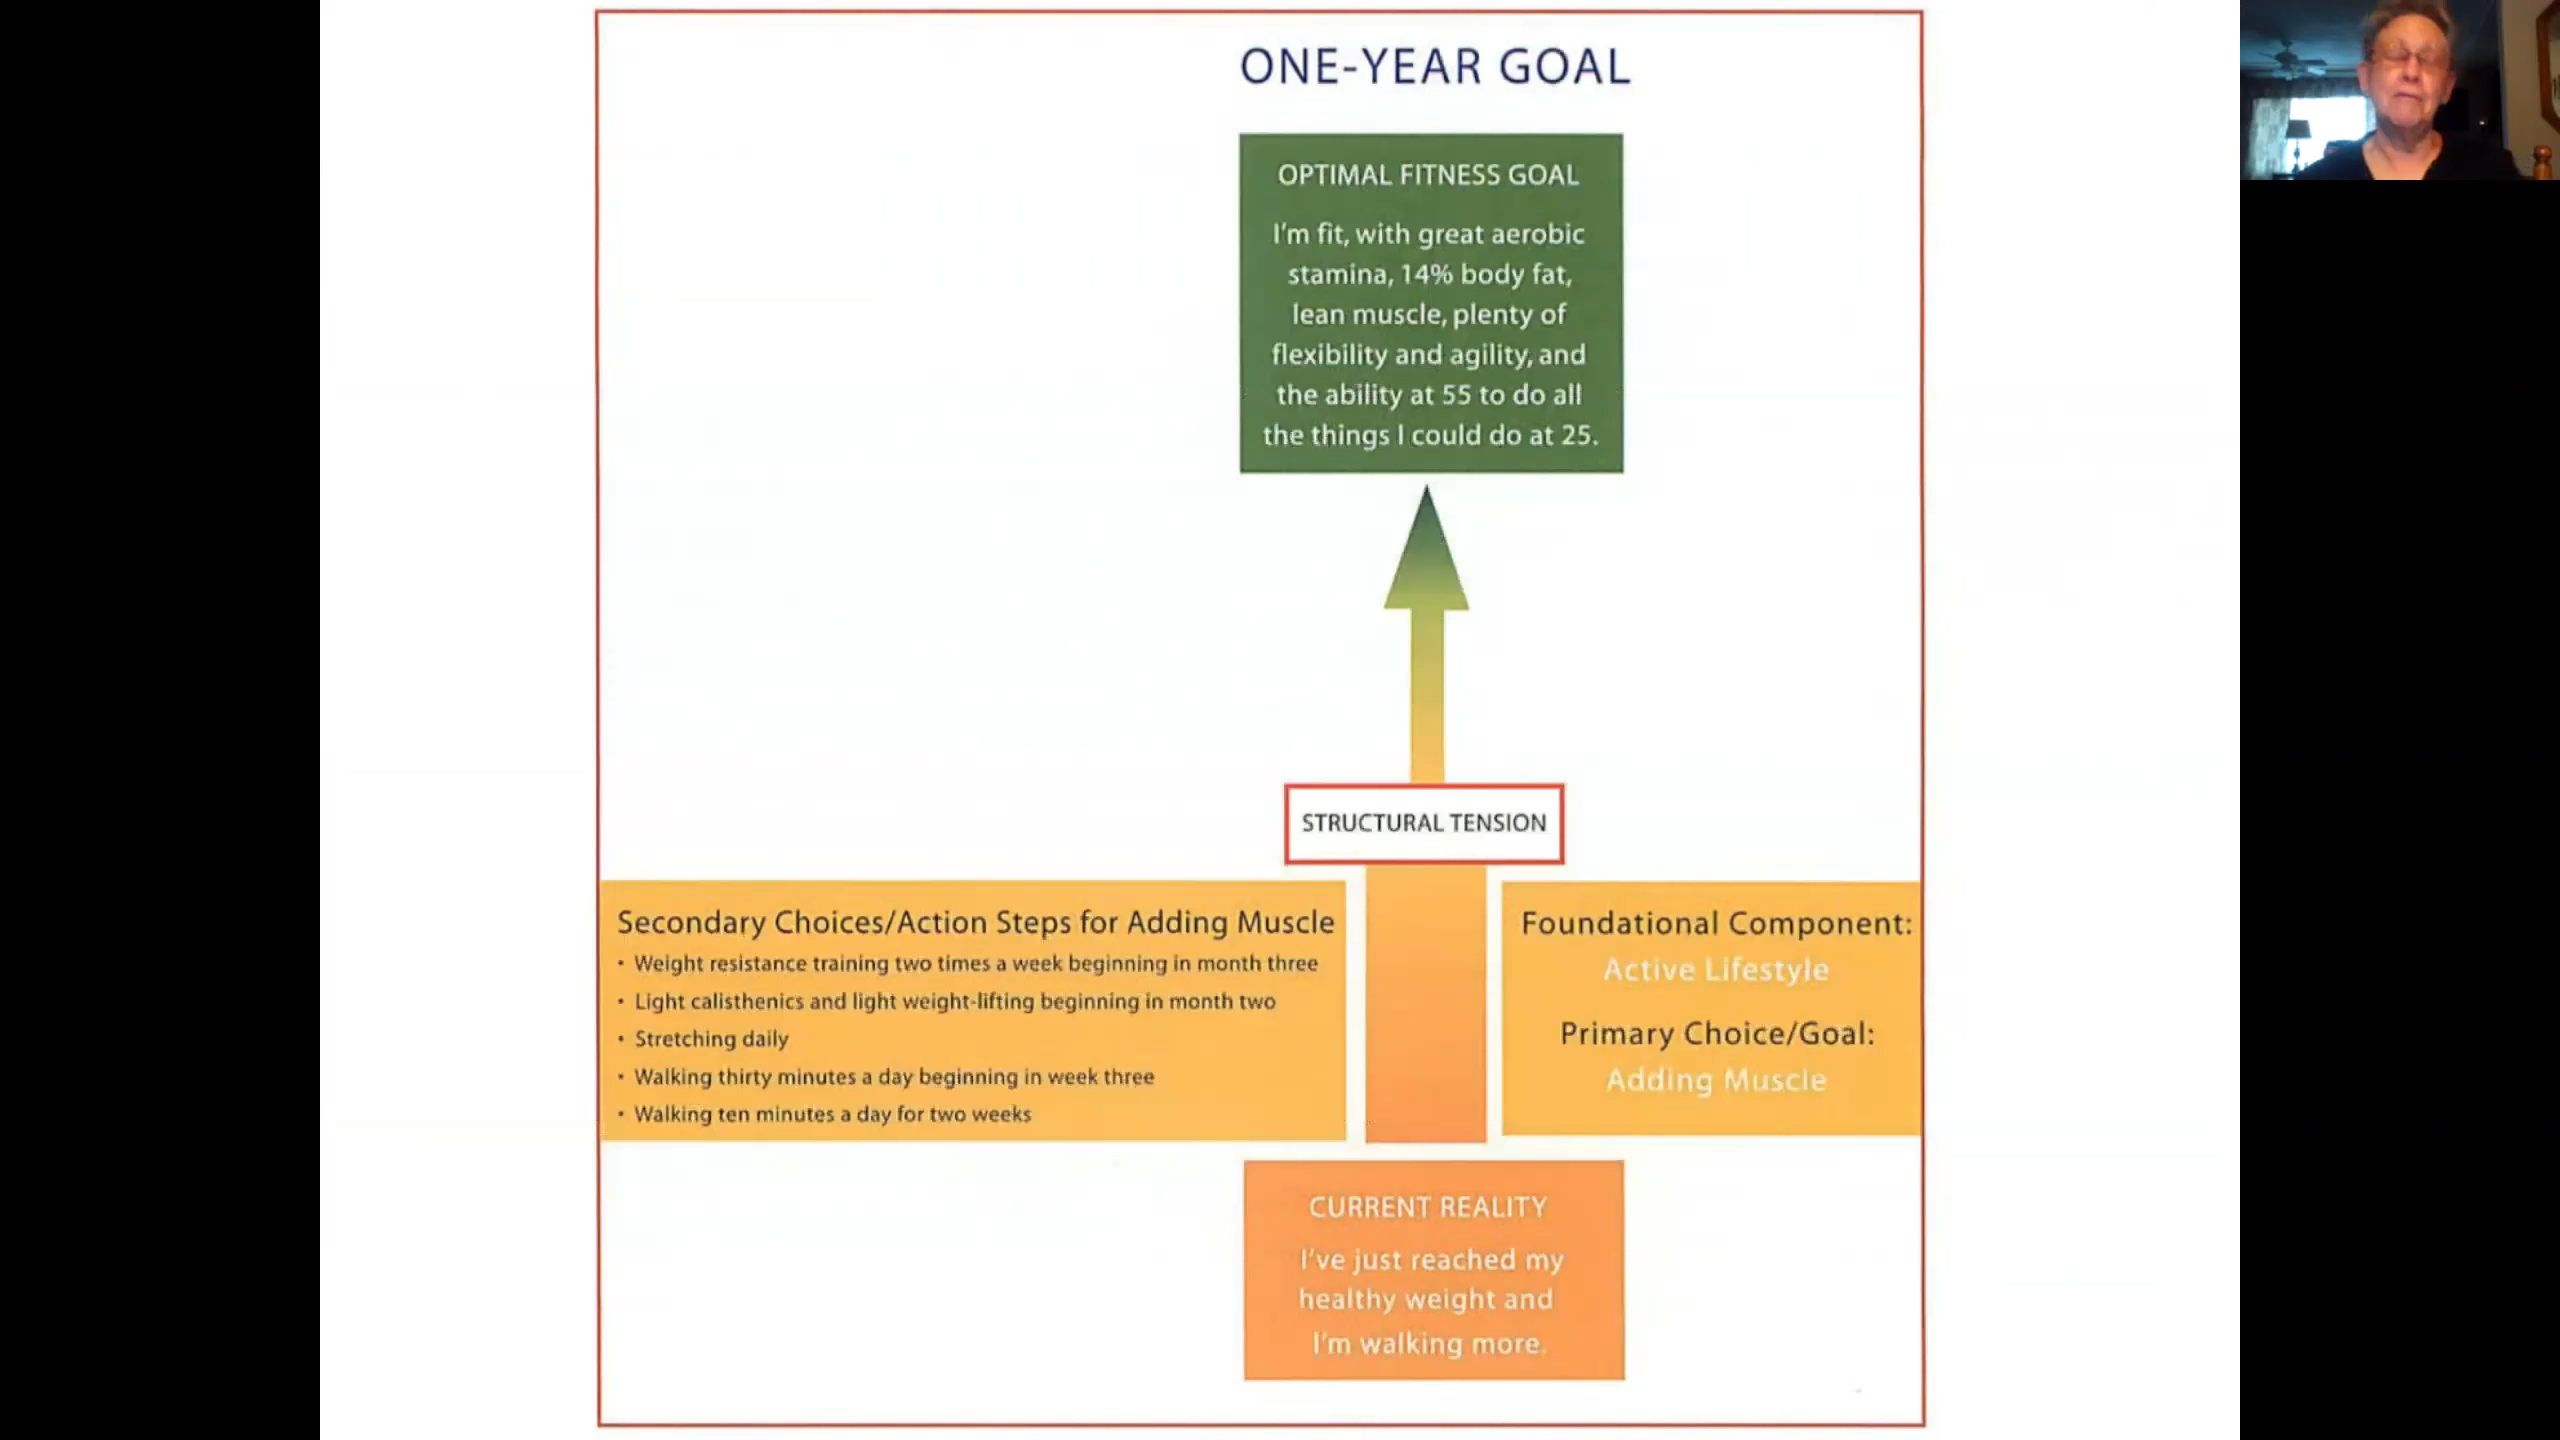 ONE-YEAR GOAL
OPTIMAL FITNESS GOAL
I'm fit, with great aerobic
stamina, 14% body fat,
lean muscle, plenty of
flexibility and agility, and
the ability at 55 to do all
the things I could do at 25.
STRUCTURAL TENSION
Secondary Choices/Action Steps for Adding Muscle
• Weight resistance training two times a week beginning in month three
• Light calisthenics and light weight-lifting beginning in month two
• Stretching daily
• Walking thirty minutes a day beginning in week three
• Walking ten minutes a day for two weeks
Foundational Component:
Active Lifestyle
Primary Choice/Goal:
Adding Muscle
CURRENT REALITY
I've just reached my
healthy weight and
I'm walking more.